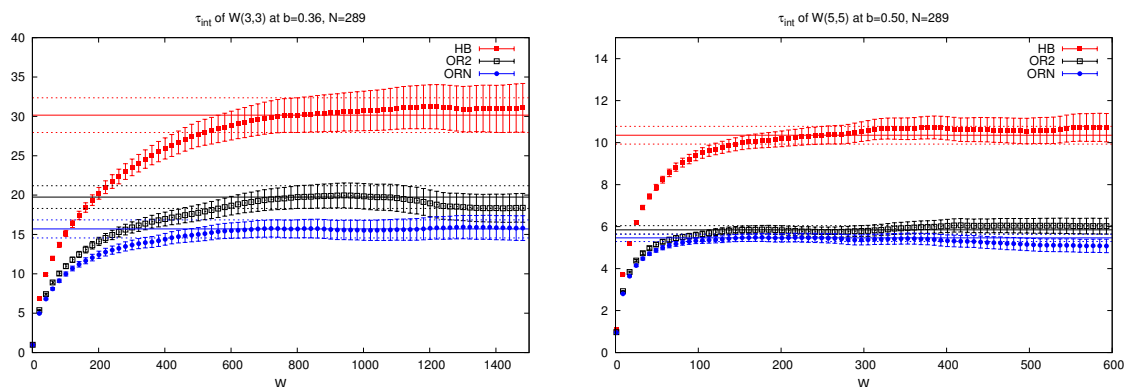 τint of W(3,3) at b=0.36, N=289
40
35
30
25
20
15
10
5
0
0 200 400 600 800 1000 1200 1400
W
HB
OR2
ORN
τint of W(5,5) at b=0.50, N=289
14
12
10
8
6
4
2
0
0 100 200 300 400 500 600
W
HB
OR2
ORN